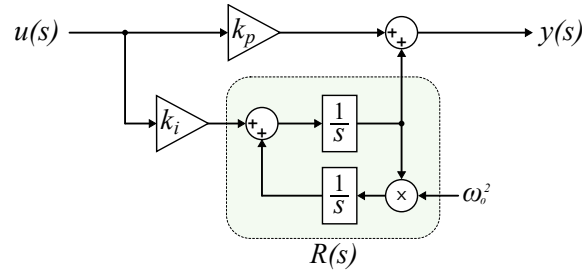 u(s)
k_p
+
+
y(s)
k_i
+
+
1/s
1/s
×
ω_o^2
R(s)